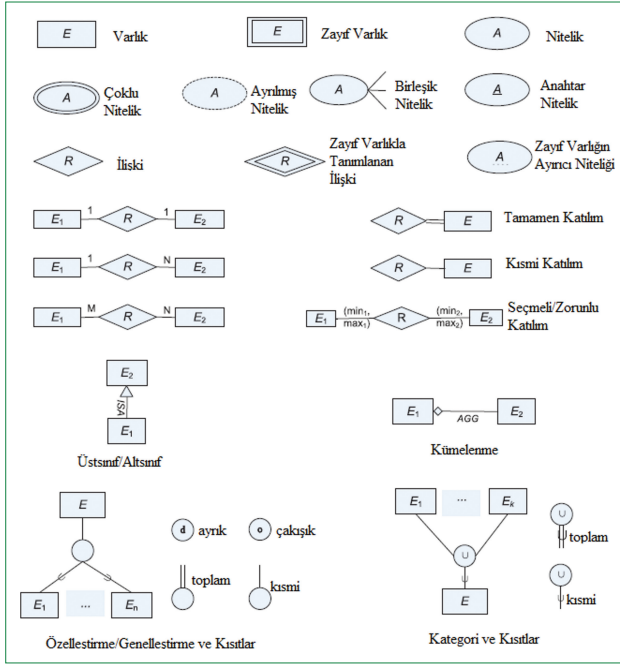 E Varlık E Zayıf Varlık A Nitelik
A Çoklu Nitelik A Ayrılmış Nitelik A Birleşik Nitelik A Anahtar Nitelik
R İlişki R Zayıf Varlıkla Tanımlanan İlişki A Zayıf Varlığın Ayırıcı Niteliği
E1 1 R 1 E2 R E Tamamen Katılım
E1 1 R N E2 R E Kısmi Katılım
E1 M R N E2 E1 (min1, max1) R (min2, max2) E2 Seçmeli/Zorunlu Katılım
E2
ISA
E1
Üstsınıf/Altsınıf
E1 AGG E2
Kümelenme
E
d ayrık o çakışık
toplam kısmi
E1 ... En
Özelleştirme/Genelleştirme ve Kısıtlar
E1 ... Ek
U
E
U toplam
U kısmi
Kategori ve Kısıtlar